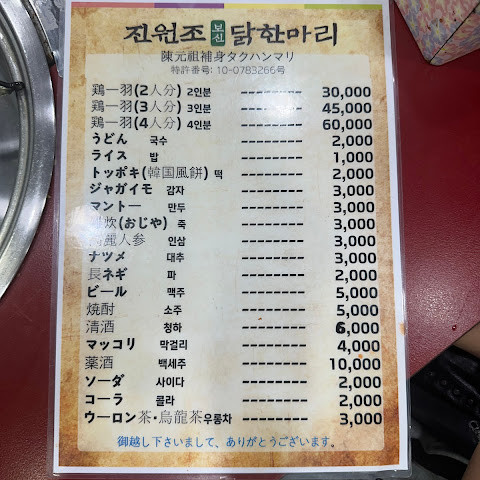 진원조 보신 닭한마리
陳元祖補身タクハンマリ
特許番号: 10-0783266号
鶏一羽(2人分) 2인분 --------- 30,000
鶏一羽(3人分) 3인분 --------- 45,000
鶏一羽(4人分) 4인분 --------- 60,000
うどん 국수 --------- 2,000
ライス 밥 --------- 1,000
トッポキ(韓国風餅) 떡 --------- 2,000
ジャガイモ 감자 --------- 3,000
マントー 만두 --------- 3,000
炊(おじや) 죽 --------- 3,000
麗人参 인삼 --------- 3,000
ナツメ 대추 --------- 3,000
長ネギ 파 --------- 2,000
ビール 맥주 --------- 5,000
焼酎 소주 --------- 5,000
清酒 청하 --------- 6,000
マッコリ 막걸리 --------- 4,000
薬酒 백세주 --------- 10,000
ソーダ 사이다 --------- 2,000
コーラ 콜라 --------- 2,000
ウーロン茶・烏龍茶 우롱차 --------- 3,000
御越し下さいまして、ありがとうございます。